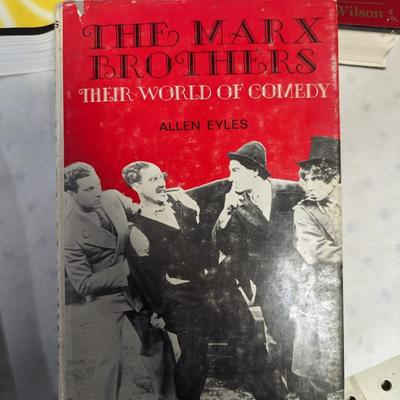 Wilson
THE MARX
BROTHERS
THEIR WORLD OF COMEDY
ALLEN EYLES